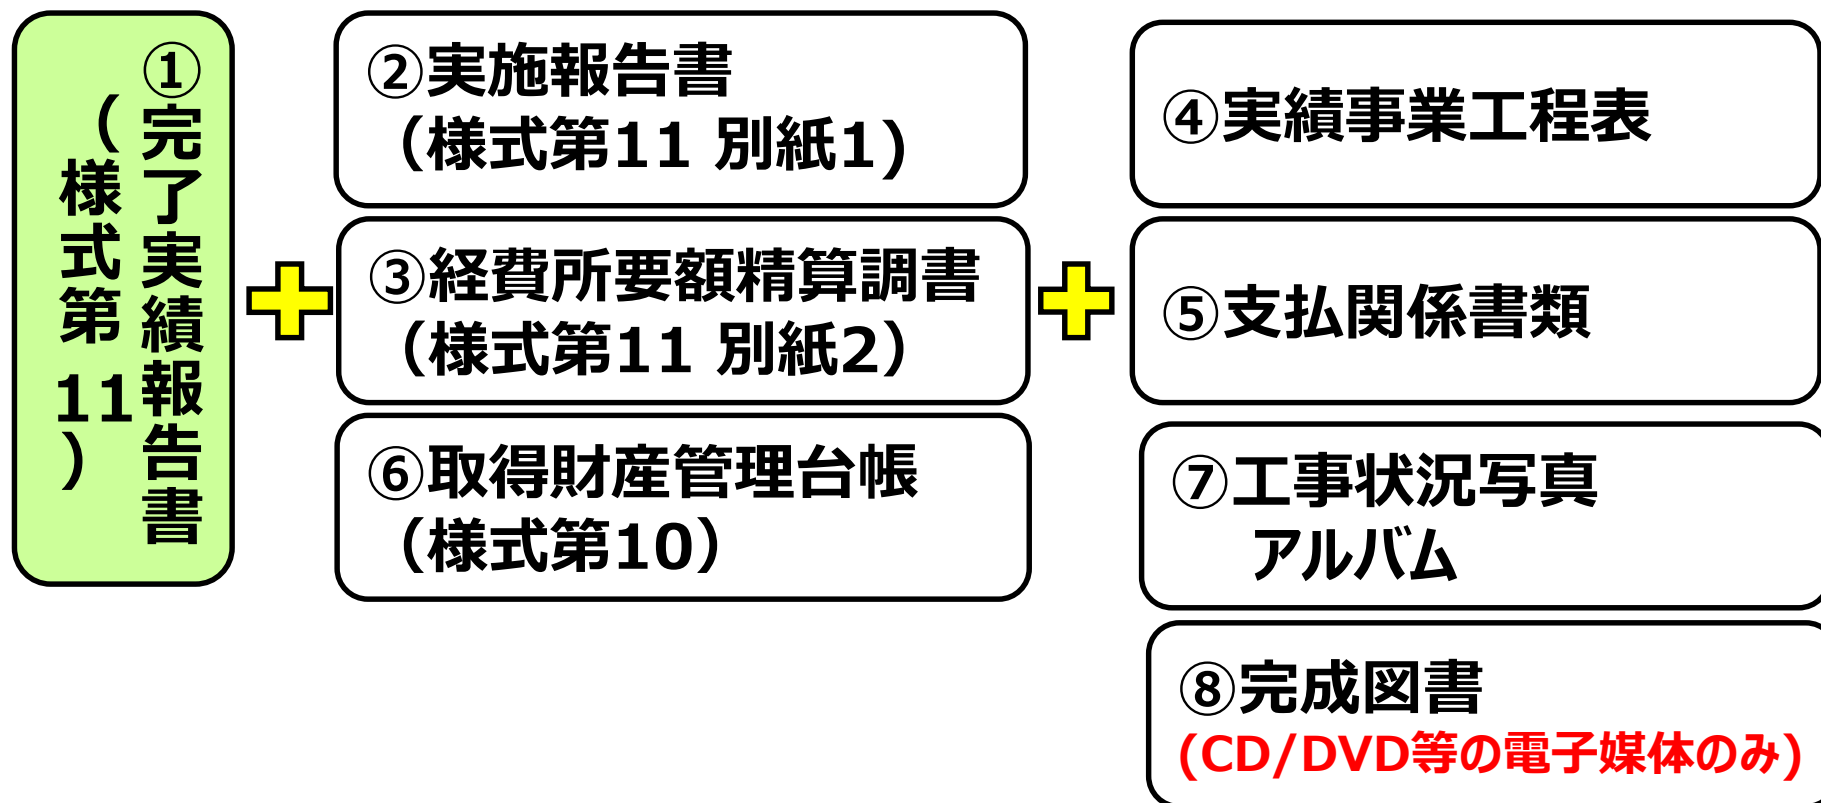 ①完了実績報告書
（様式第11）
②実施報告書
（様式第11 別紙1)
③経費所要額精算調書
（様式第11 別紙2）
⑥取得財産管理台帳
（様式第10）
④実績事業工程表
⑤支払関係書類
⑦工事状況写真
アルバム
⑧完成図書
(CD/DVD等の電子媒体のみ)